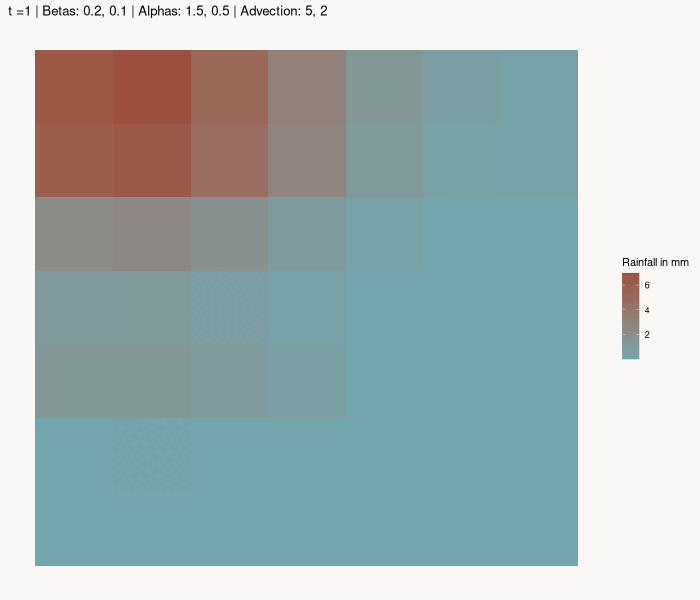 t =1 | Betas: 0.2, 0.1 | Alphas: 1.5, 0.5 | Advection: 5, 2
Rainfall in mm
6
4
2